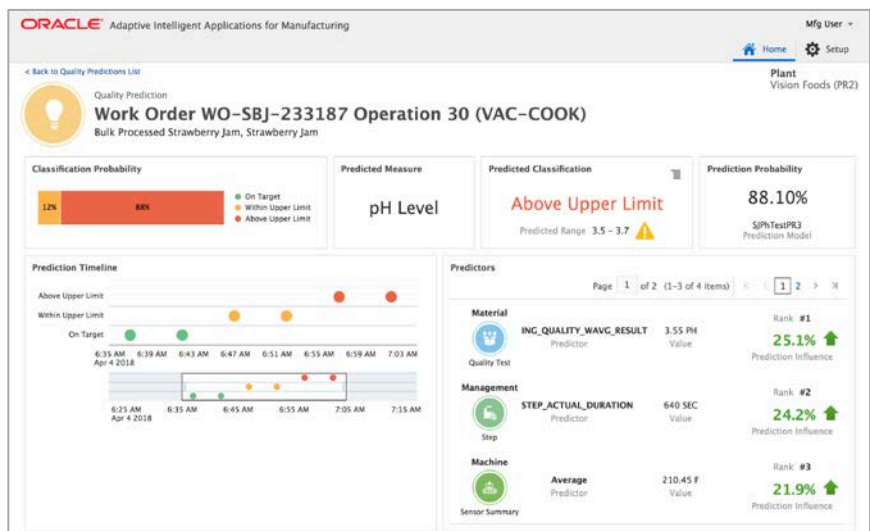 ORACLE® Adaptive Intelligent Applications for Manufacturing
Mfg User
Home Setup
< Back to Quality Predictions List
Plant
Vision Foods (PR2)
Quality Prediction
Work Order WO-SBJ-233187 Operation 30 (VAC-COOK)
Bulk Processed Strawberry Jam, Strawberry Jam
Classification Probability
12% 88%
On Target
Within Upper Limit
Above Upper Limit
Predicted Measure
pH Level
Predicted Classification
Above Upper Limit
Predicted Range 3.5 - 3.7
Prediction Probability
88.10%
SJPhTestPR3
Prediction Model
Prediction Timeline
Above Upper Limit
Within Upper Limit
On Target
6:35 AM 6:39 AM 6:43 AM 6:47 AM 6:51 AM 6:55 AM 6:59 AM 7:03 AM
Apr 4 2018
6:25 AM 6:35 AM 6:45 AM 6:55 AM 7:05 AM 7:15 AM
Apr 4 2018
Predictors
Page 1 of 2 (1-3 of 4 items) 1 2
Material
Quality Test
ING_QUALITY_WAVG_RESULT 3.55 PH
Predictor Value
Rank #1
25.1%
Prediction Influence
Management
Step
STEP_ACTUAL_DURATION 640 SEC
Predictor Value
Rank #2
24.2%
Prediction Influence
Machine
Sensor Summary
Average 210.45 F
Predictor Value
Rank #3
21.9%
Prediction Influence